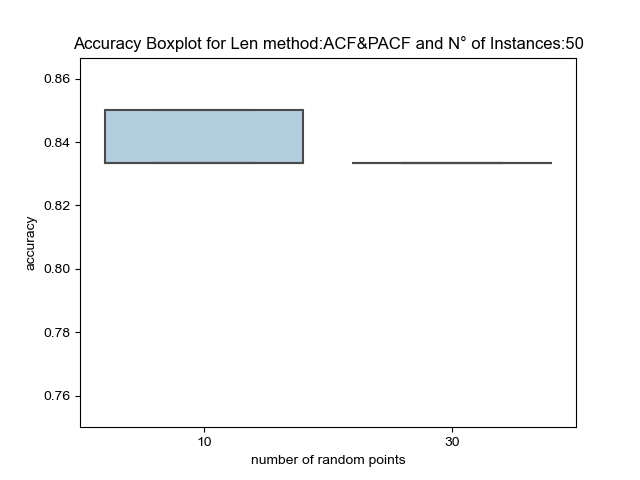 Accuracy Boxplot for Len method:ACF&PACF and N° of Instances:50
0.86
0.84
0.82
0.80
0.78
0.76
accuracy
10 30
number of random points